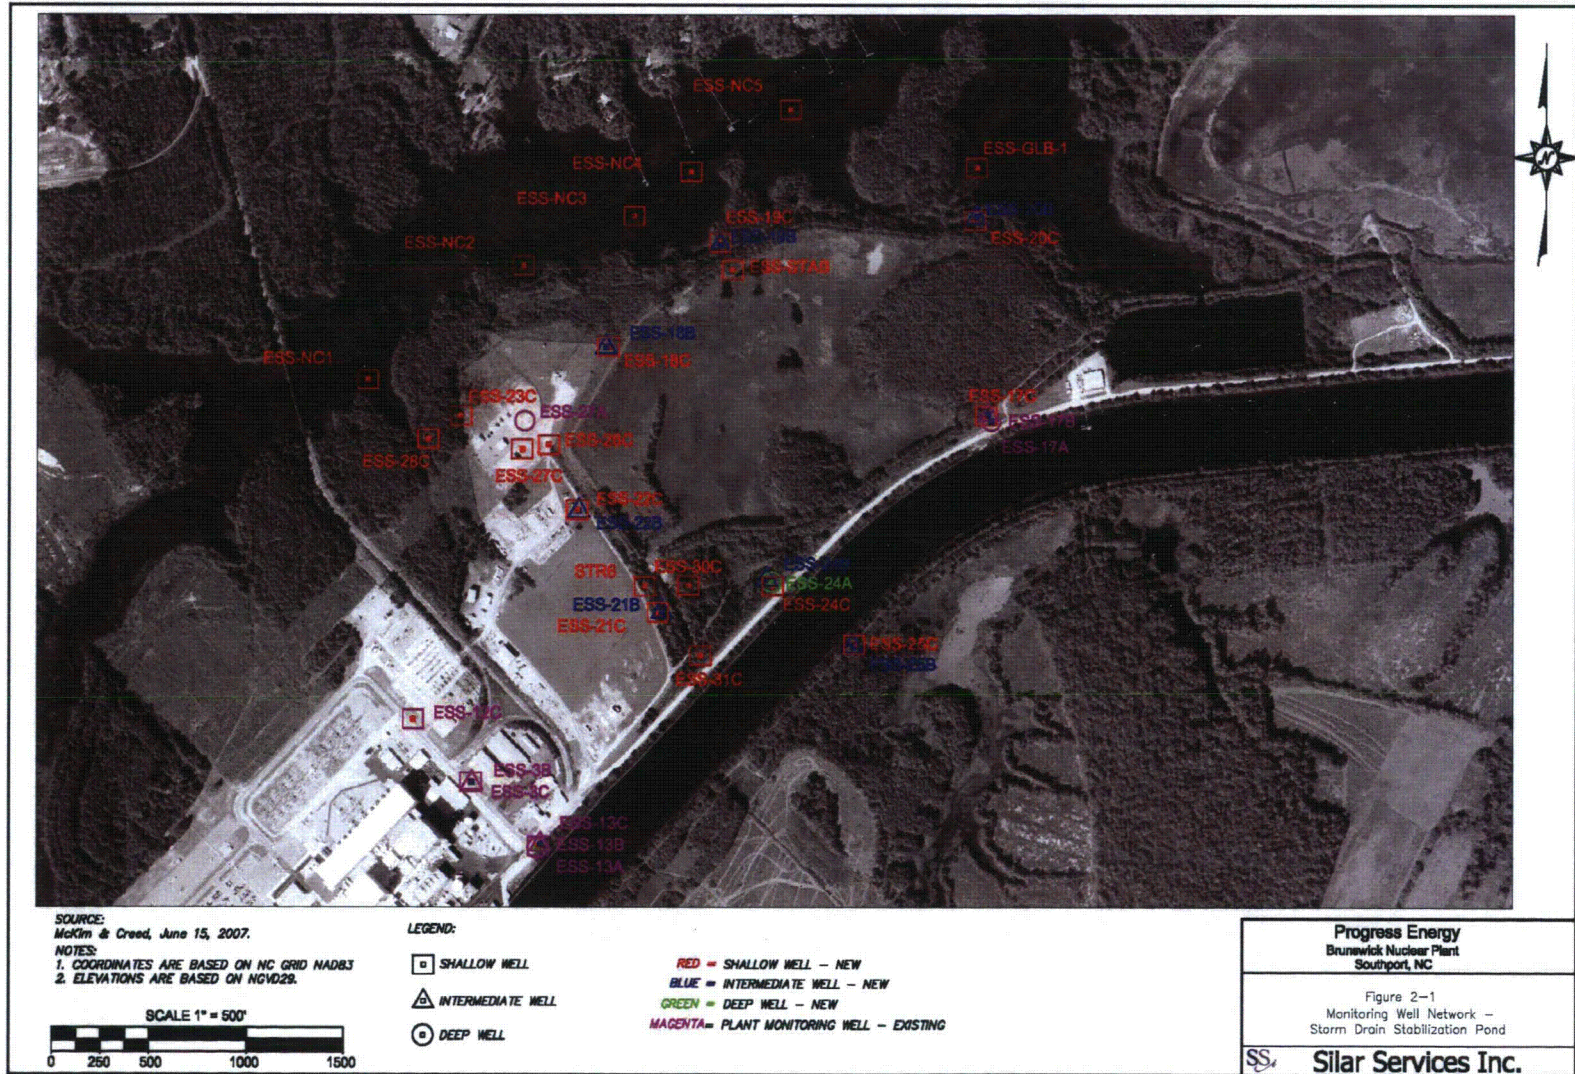 ESS-NC5
ESS-NC4
ESS-GLB-1
ESS-NC3
ESS-19C
ESS-19B
ESS-20C
ESS-NC2
ESS-STAB
ESS-18B
ESS-18C
ESS-NC1
ESS-23C
ESS-17C
ESS-17B
ESS-17A
ESS-28C
ESS-27C
ESS-22C
ESS-22B
STR6
ESS-30C
ESS-24A
ESS-24C
ESS-21B
ESS-21C
ESS-25B
ESS-31C
ESS-12C
ESS-3B
ESS-3C
ESS-13C
ESS-13B
ESS-13A
N
SOURCE:
McKim & Creed, June 15, 2007.
NOTES:
1. COORDINATES ARE BASED ON NC GRID NAD83
2. ELEVATIONS ARE BASED ON NGVD29.
SCALE 1" = 500'
0 250 500 1000 1500
LEGEND:
SHALLOW WELL
INTERMEDIATE WELL
DEEP WELL
RED = SHALLOW WELL – NEW
BLUE = INTERMEDIATE WELL – NEW
GREEN = DEEP WELL – NEW
MAGENTA= PLANT MONITORING WELL – EXISTING
Progress Energy
Brunswick Nuclear Plant
Southport, NC
Figure 2–1
Monitoring Well Network –
Storm Drain Stabilization Pond
SS
Silar Services Inc.